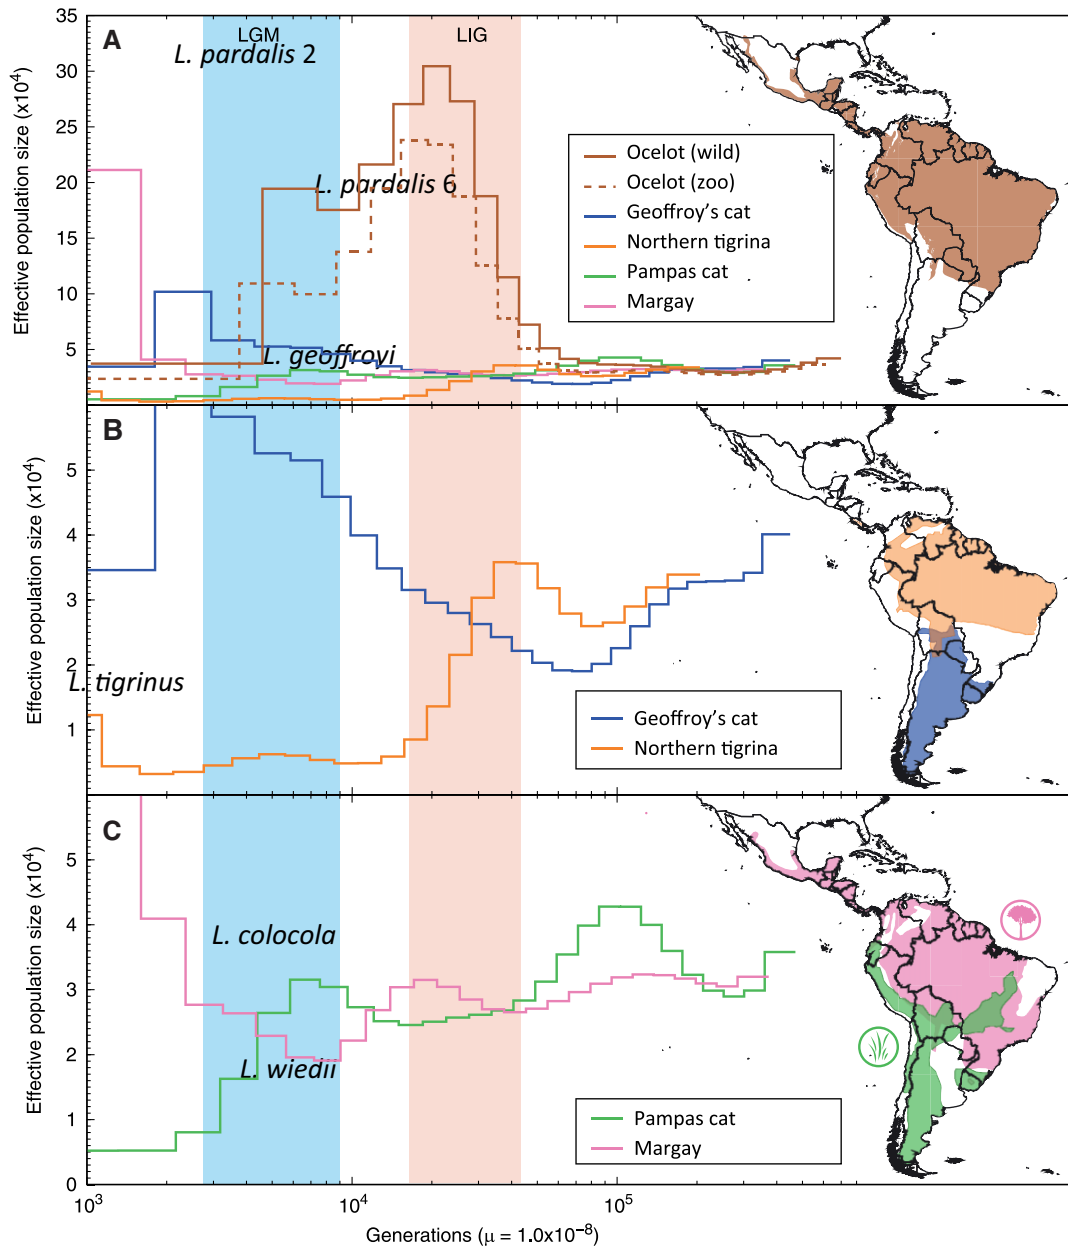 A
LGM
LIG
L. pardalis 2
L. pardalis 6
L. geoffroyi
Effective population size (x10⁴)
35
30
25
20
15
10
5
Ocelot (wild)
Ocelot (zoo)
Geoffroy's cat
Northern tigrina
Pampas cat
Margay
B
Effective population size (x10⁴)
5
4
3
2
1
L. tigrinus
Geoffroy's cat
Northern tigrina
C
Effective population size (x10⁴)
5
4
3
2
1
0
L. colocola
L. wiedii
Pampas cat
Margay
10³
10⁴
10⁵
Generations (μ = 1.0x10⁻⁸)